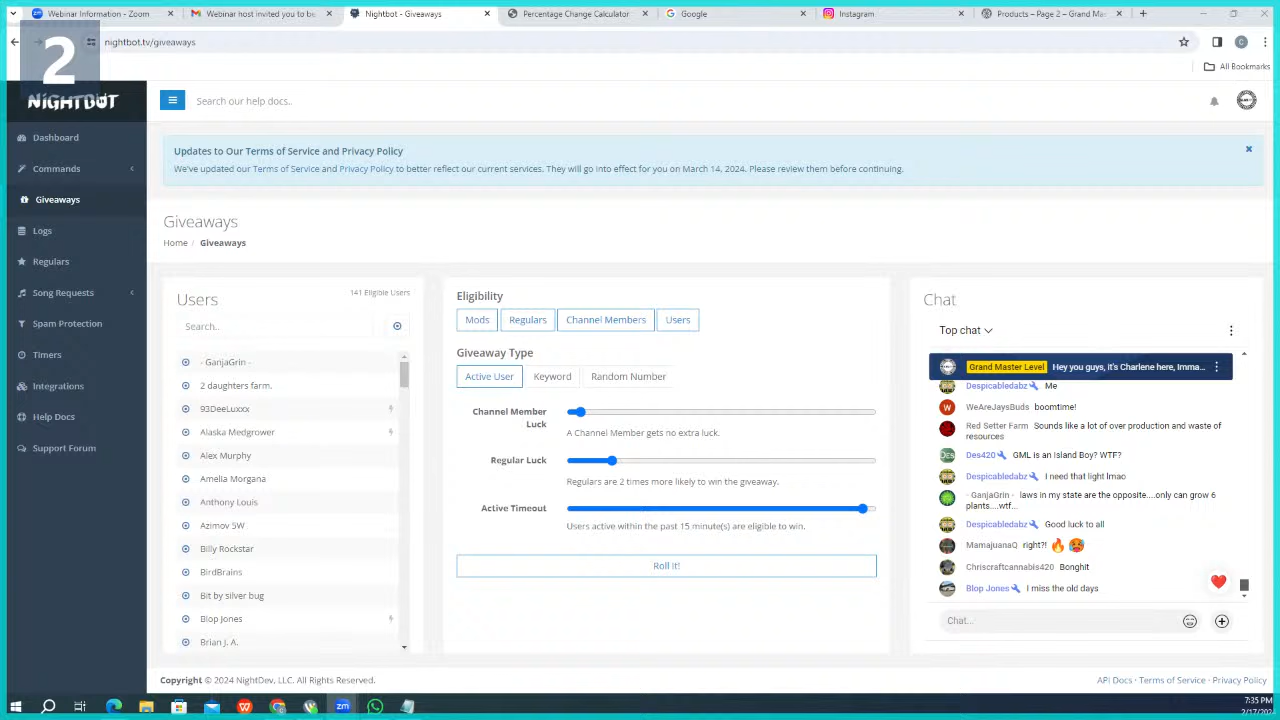 Webinar Information - Zoom
Webinar host invited you to be
Nightbot - Giveaways
Percentage Change Calculator
Google
Instagram
Products – Page 2 – Grand Mas
nightbot.tv/giveaways
2
All Bookmarks
NIGHTBOT
Search our help docs..
Dashboard
Commands
Giveaways
Logs
Regulars
Song Requests
Spam Protection
Timers
Integrations
Help Docs
Support Forum
Updates to Our Terms of Service and Privacy Policy
We've updated our Terms of Service and Privacy Policy to better reflect our current services. They will go into effect for you on March 14, 2024. Please review them before continuing.
Giveaways
Home / Giveaways
Users
141 Eligible Users
Search..
- GanjaGrin -
2 daughters farm.
93DeeLuxxx
Alaska Medgrower
Alex Murphy
Amelia Morgana
Anthony Louis
Azimov 5W
Billy Rockstar
BirdBrains
Bit by silver bug
Blop Jones
Brian J. A.
Eligibility
Mods
Regulars
Channel Members
Users
Giveaway Type
Active User
Keyword
Random Number
Channel Member
Luck
A Channel Member gets no extra luck.
Regular Luck
Regulars are 2 times more likely to win the giveaway.
Active Timeout
Users active within the past 15 minute(s) are eligible to win.
Roll It!
Chat
Top chat
Grand Master Level Hey you guys, It's Charlene here, Imma...
Despicabledabz Me
WeAreJaysBuds boomtime!
Red Setter Farm Sounds like a lot of over production and waste of
resources
Des420 GML is an Island Boy? WTF?
Despicabledabz I need that light lmao
- GanjaGrin - laws in my state are the opposite....only can grow 6
plants....wtf...
Despicabledabz Good luck to all
MamajuanaQ right?! 🔥 🥵
Chriscraftcannabis420 Bonghit
Blop Jones I miss the old days
Chat...
Copyright © 2024 NightDev, LLC. All Rights Reserved.
API Docs · Terms of Service · Privacy Policy
7:35 PM